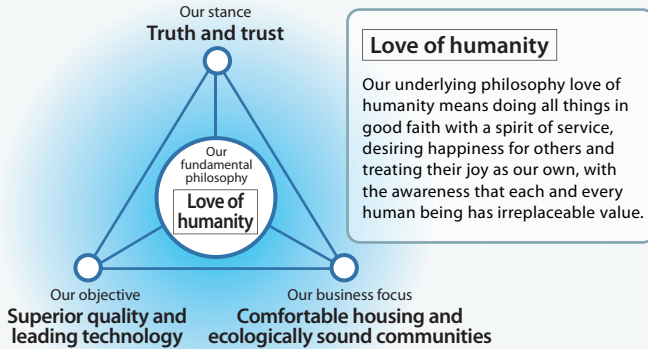 Our stance
Truth and trust
Our
fundamental
philosophy
Love of
humanity
Our objective
Superior quality and
leading technology
Our business focus
Comfortable housing and
ecologically sound communities
Love of humanity
Our underlying philosophy love of
humanity means doing all things in
good faith with a spirit of service,
desiring happiness for others and
treating their joy as our own, with
the awareness that each and every
human being has irreplaceable value.